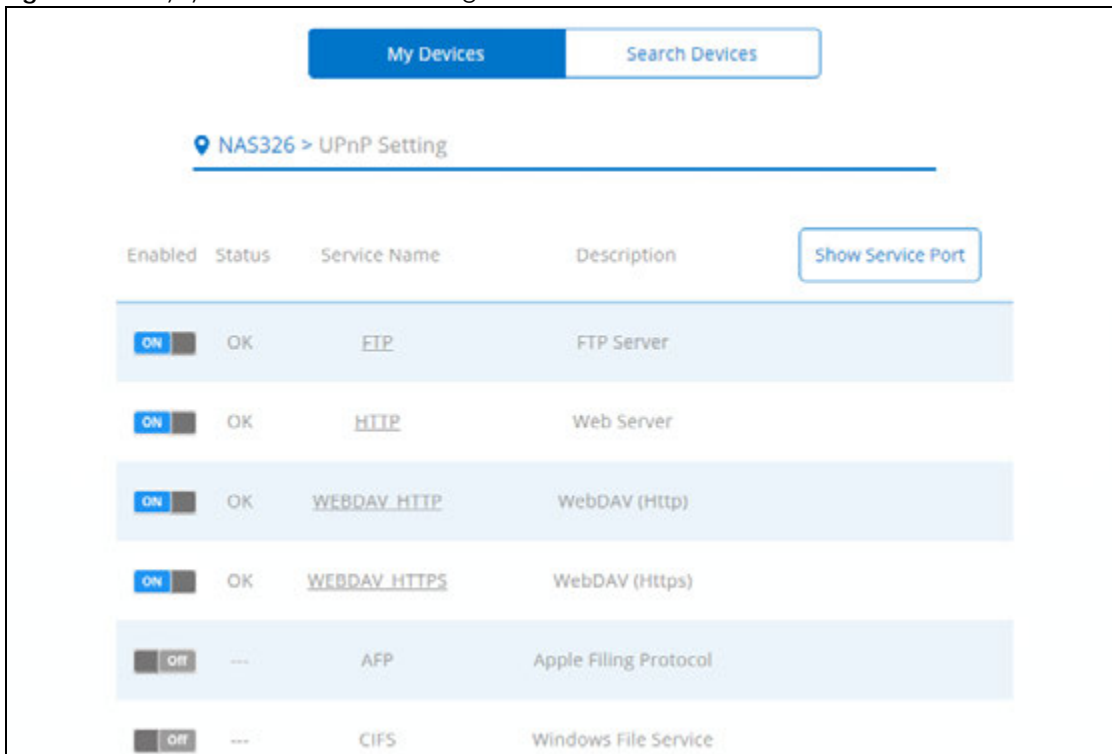 My Devices Search Devices
NAS326 > UPnP Setting
Enabled Status Service Name Description Show Service Port
ON OK FTP FTP Server
ON OK HTTP Web Server
ON OK WEBDAV_HTTP WebDAV (Http)
ON OK WEBDAV_HTTPS WebDAV (Https)
Off --- AFP Apple Filing Protocol
Off --- CIFS Windows File Service